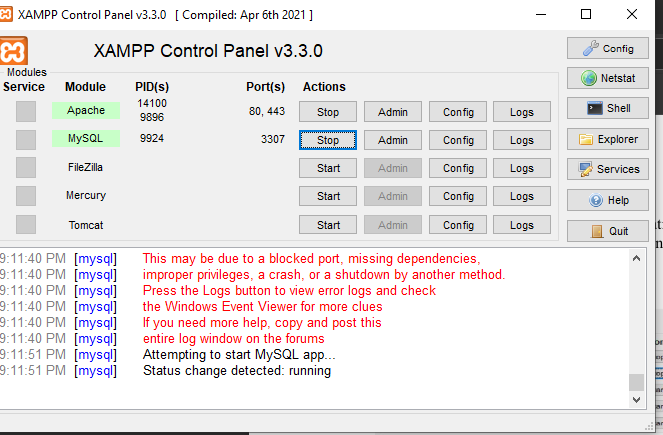 XAMPP Control Panel v3.3.0 [ Compiled: Apr 6th 2021 ]
XAMPP Control Panel v3.3.0
Config
Modules
Service Module PID(s) Port(s) Actions
Netstat
Apache 14100 9896 80, 443 Stop Admin Config Logs
Shell
MySQL 9924 3307 Stop Admin Config Logs
Explorer
FileZilla Start Admin Config Logs
Services
Mercury Start Admin Config Logs
Help
Tomcat Start Admin Config Logs
Quit
9:11:40 PM [mysql] This may be due to a blocked port, missing dependencies,
9:11:40 PM [mysql] improper privileges, a crash, or a shutdown by another method.
9:11:40 PM [mysql] Press the Logs button to view error logs and check
9:11:40 PM [mysql] the Windows Event Viewer for more clues
9:11:40 PM [mysql] If you need more help, copy and post this
9:11:40 PM [mysql] entire log window on the forums
9:11:51 PM [mysql] Attempting to start MySQL app...
9:11:51 PM [mysql] Status change detected: running